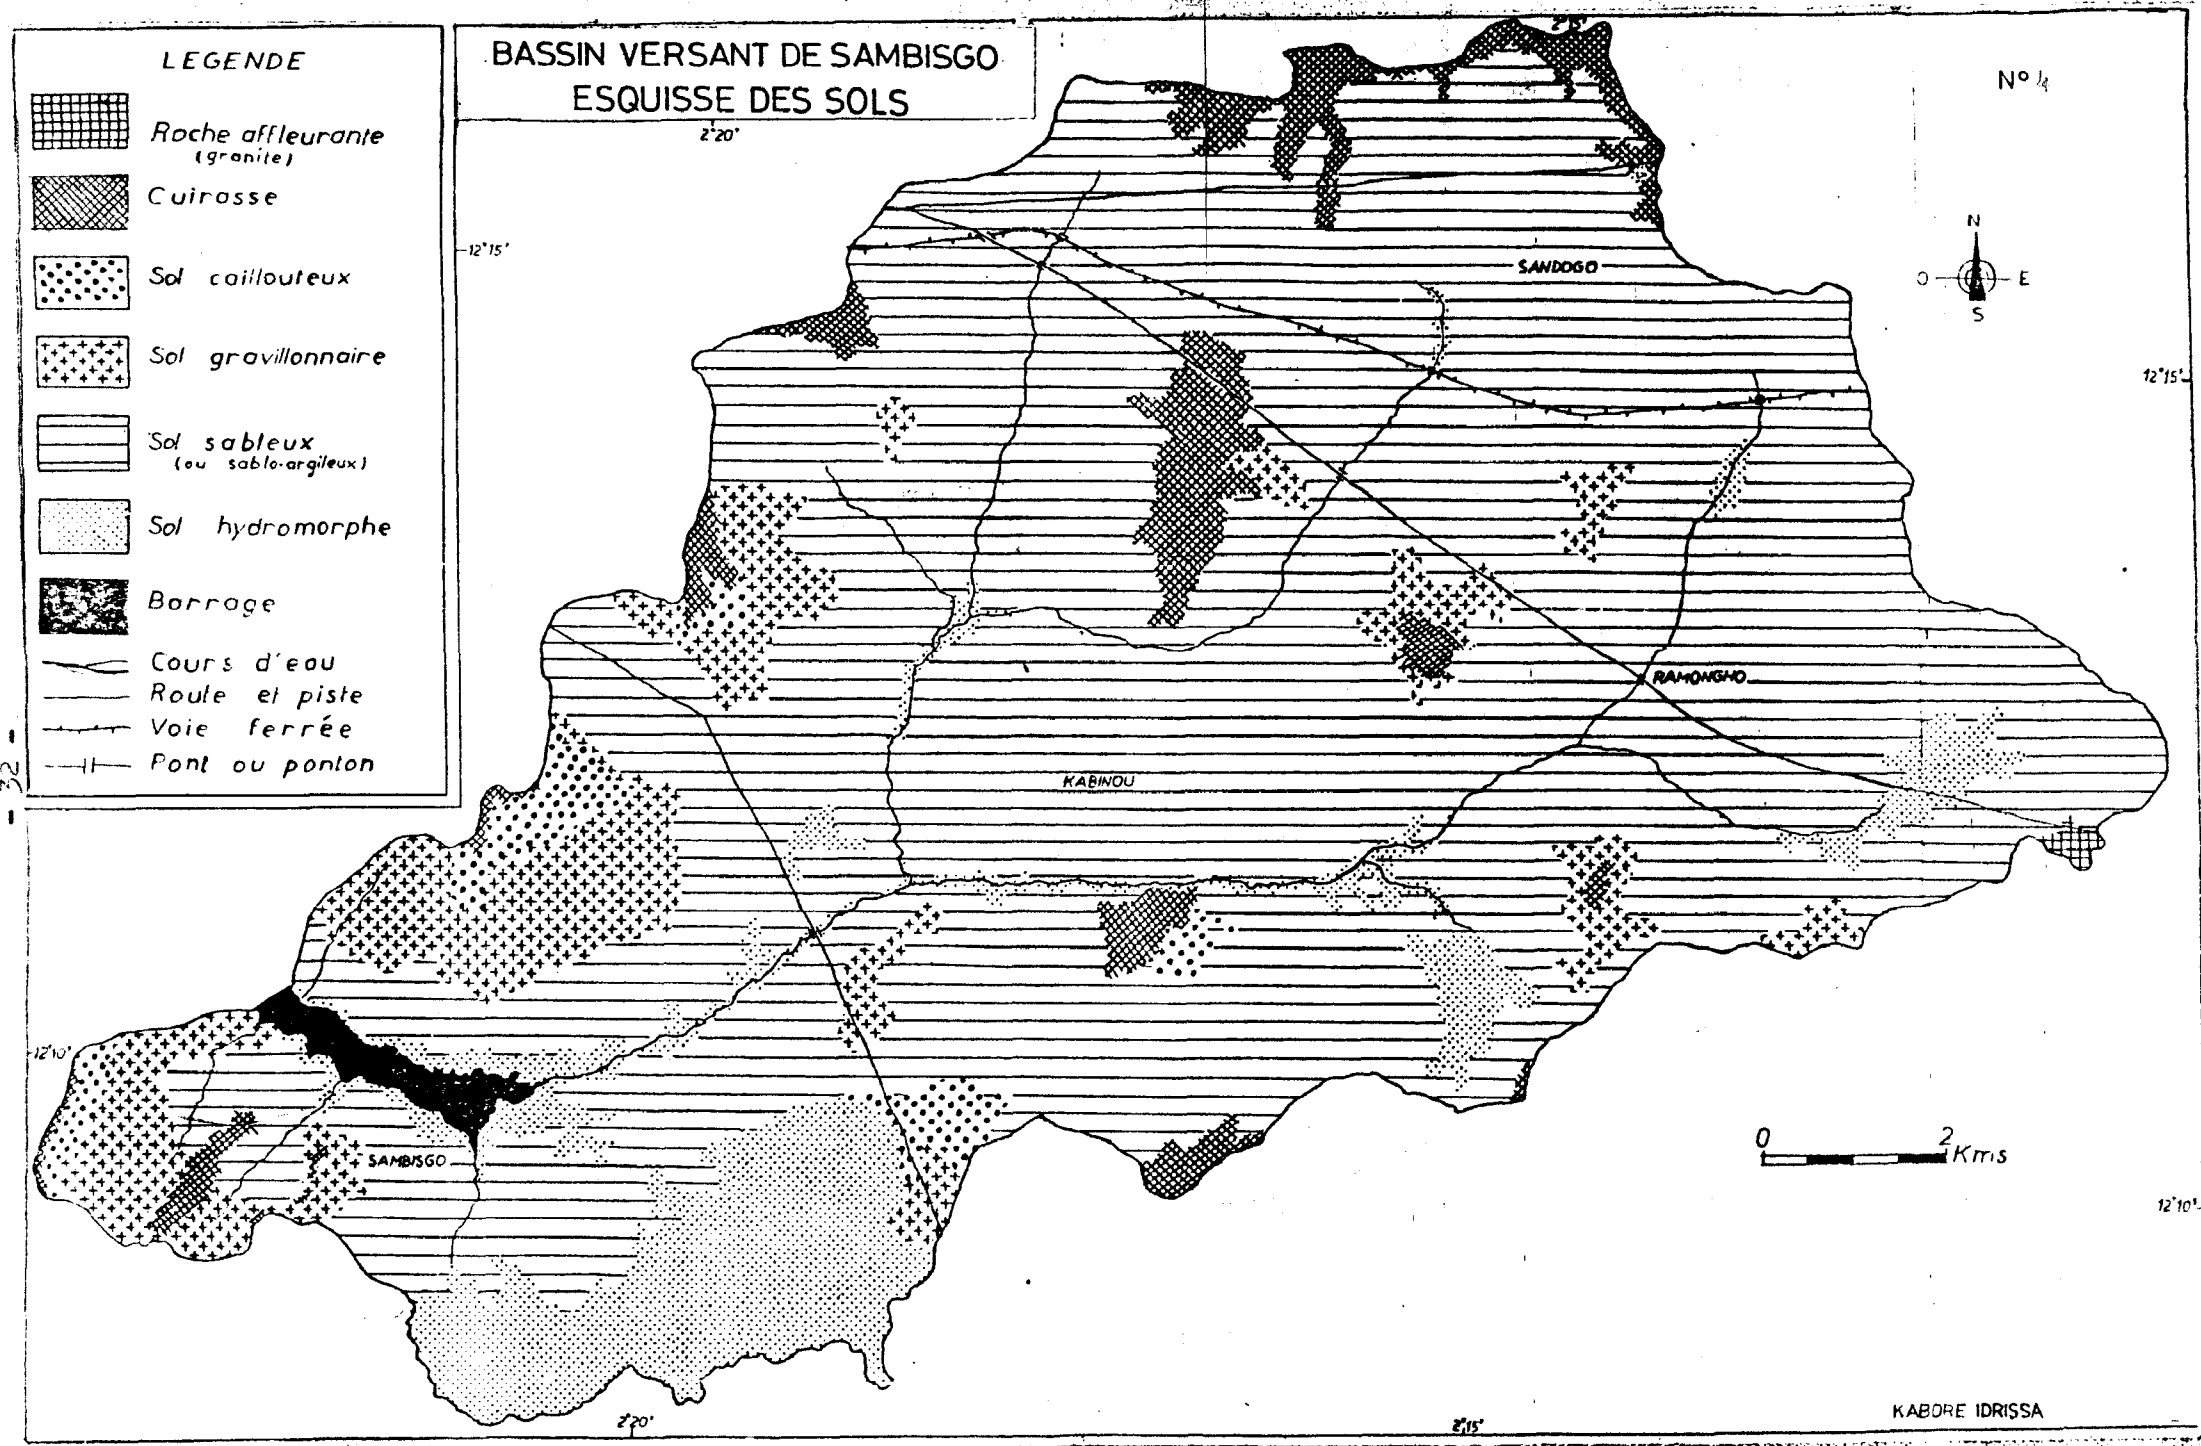 LEGENDE
Roche affleurante
(granite)
Cuirasse
Sol caillouteux
Sol gravillonnaire
Sol sableux
(ou sablo-argileux)
Sol hydromorphe
Barrage
Cours d'eau
Route et piste
Voie ferrée
Pont ou ponton
- 32 -
BASSIN VERSANT DE SAMBISGO
ESQUISSE DES SOLS
2°20'
2°15'
N° 4
12°15'
N
O E
S
SANDOGO
12°15'
RAMONGHO
KABINOU
12°10'
SAMBISGO
0 2 Kms
12°10'
2°20'
2°15'
KABORE IDRISSA